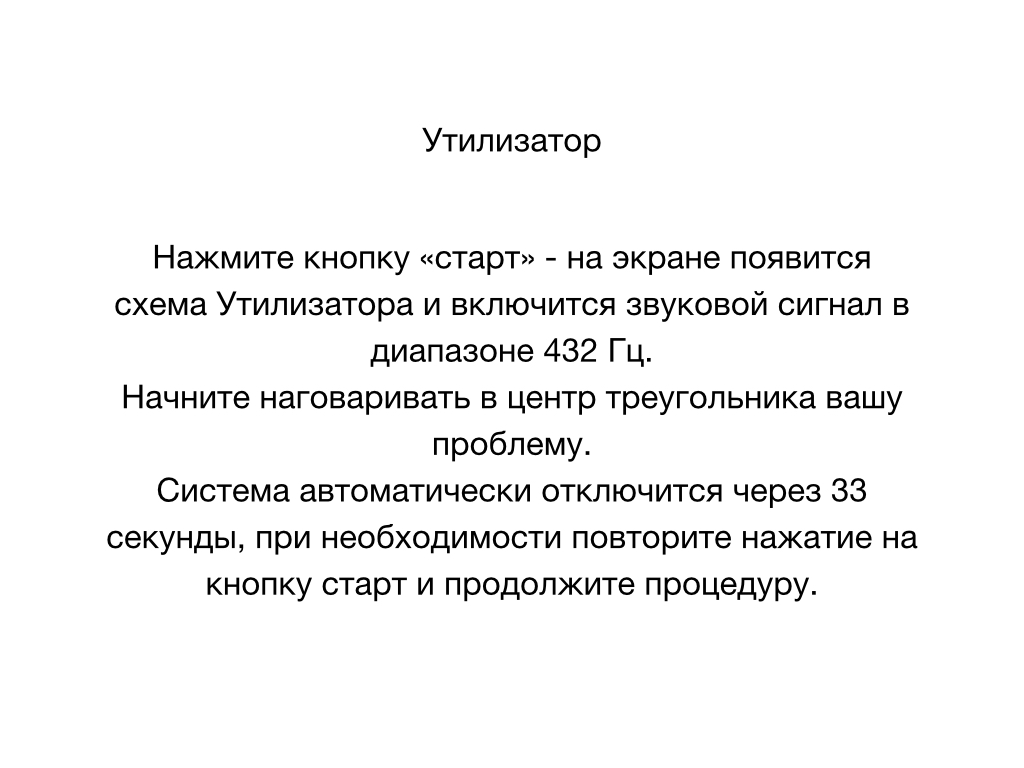 Утилизатор
Нажмите кнопку «старт» - на экране появится
схема Утилизатора и включится звуковой сигнал в
диапазоне 432 Гц.
Начните наговаривать в центр треугольника вашу
проблему.
Система автоматически отключится через 33
секунды, при необходимости повторите нажатие на
кнопку старт и продолжите процедуру.